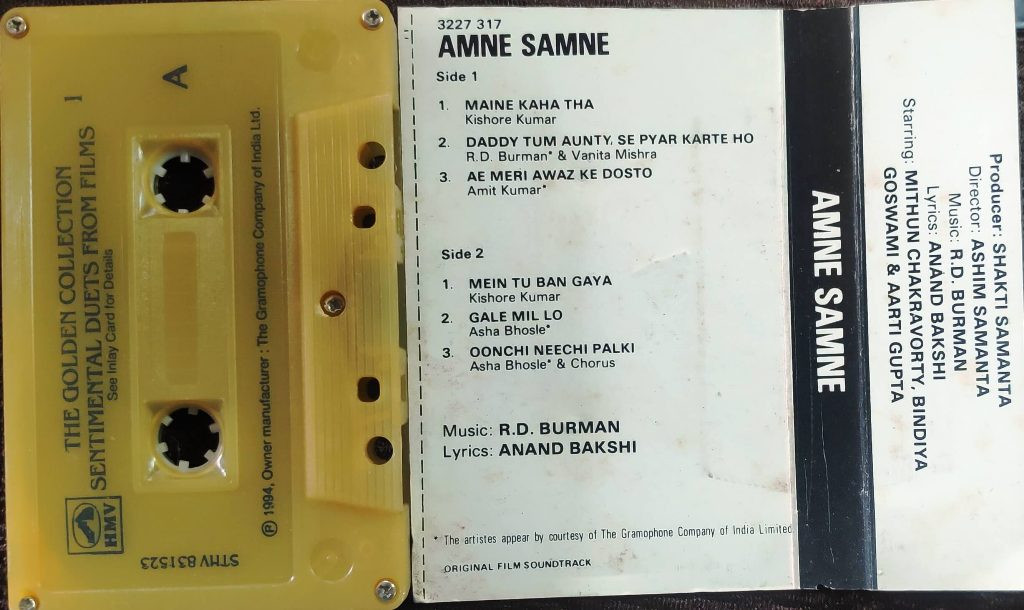 THE GOLDEN COLLECTION 1
SENTIMENTAL DUETS FROM FILMS
See Inlay Card for Details
A
HMV
STHV 831523
℗ 1994, Owner manufacturer : The Gramophone Company of India Ltd.
3227 317
AMNE SAMNE
Side 1
1. MAINE KAHA THA
Kishore Kumar
2. DADDY TUM AUNTY, SE PYAR KARTE HO
R.D. Burman* & Vanita Mishra
3. AE MERI AWAZ KE DOSTO
Amit Kumar*
Side 2
1. MEIN TU BAN GAYA
Kishore Kumar
2. GALE MIL LO
Asha Bhosle*
3. OONCHI NEECHI PALKI
Asha Bhosle* & Chorus
Music: R.D. BURMAN
Lyrics: ANAND BAKSHI
* The artistes appear by courtesy of The Gramophone Company of India Limited
ORIGINAL FILM SOUNDTRACK
AMNE SAMNE
Producer: SHAKTI SAMANTA
Director: ASHIM SAMANTA
Music: R.D. BURMAN
Lyrics: ANAND BAKSHI
Starring: MITHUN CHAKRAVORTY, BINDIYA
GOSWAMI & AARTI GUPTA